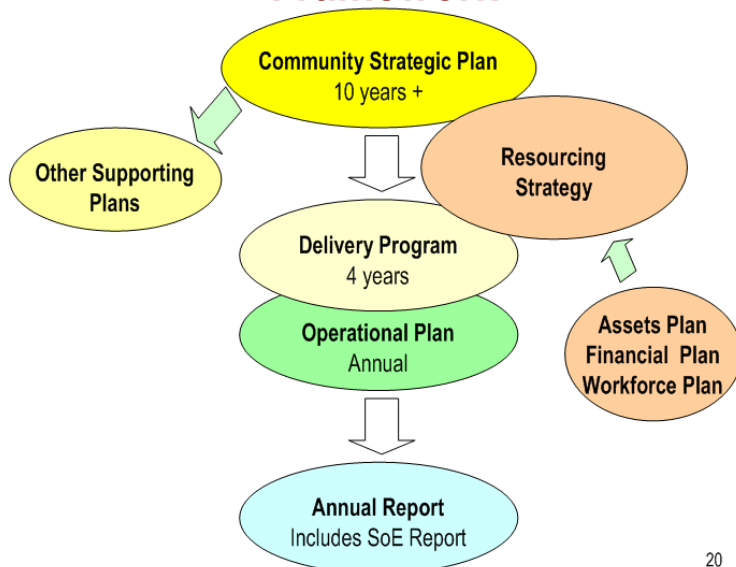 Community Strategic Plan
10 years +
Other Supporting
Plans
Resourcing
Strategy
Delivery Program
4 years
Operational Plan
Annual
Assets Plan
Financial Plan
Workforce Plan
Annual Report
Includes SoE Report
20